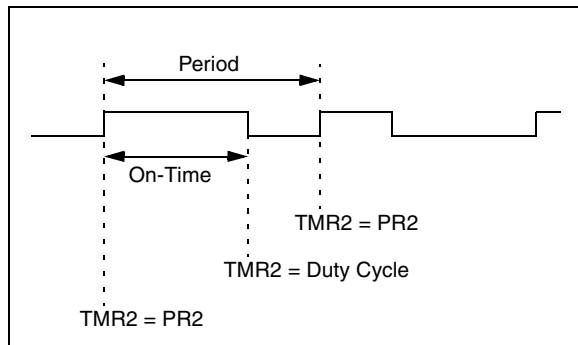 Period
On-Time
TMR2 = PR2
TMR2 = Duty Cycle
TMR2 = PR2